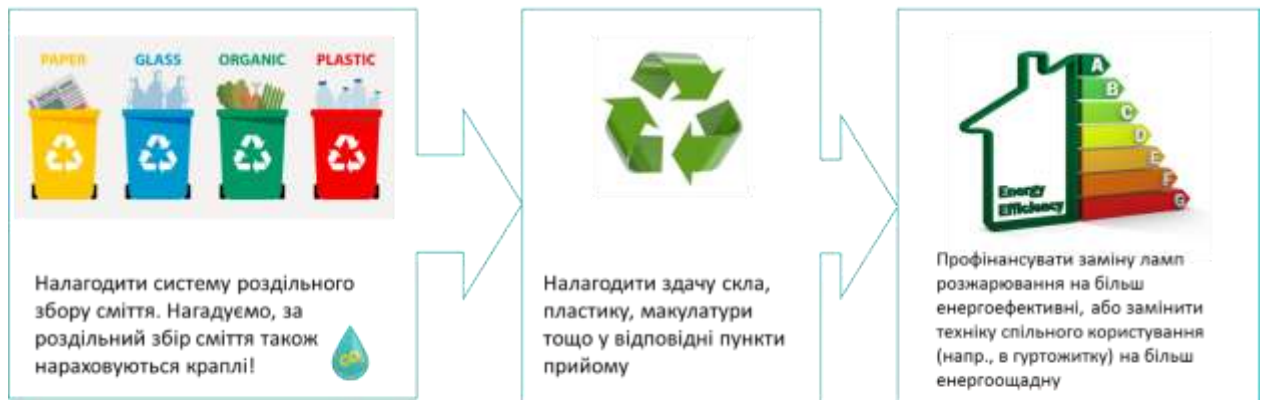 PAPER
GLASS
ORGANIC
PLASTIC
Налагодити систему роздільного
збору сміття. Нагадуємо, за
роздільний збір сміття також
нараховуються краплі!
CO₂
Налагодити здачу скла,
пластику, макулатури
тощо у відповідні пункти
прийому
A
B
C
D
E
F
G
Energy
Efficiency
Профінансувати заміну ламп
розжарювання на більш
енергоефективні, або замінити
техніку спільного користування
(напр., в гуртожитку) на більш
енергоощадну